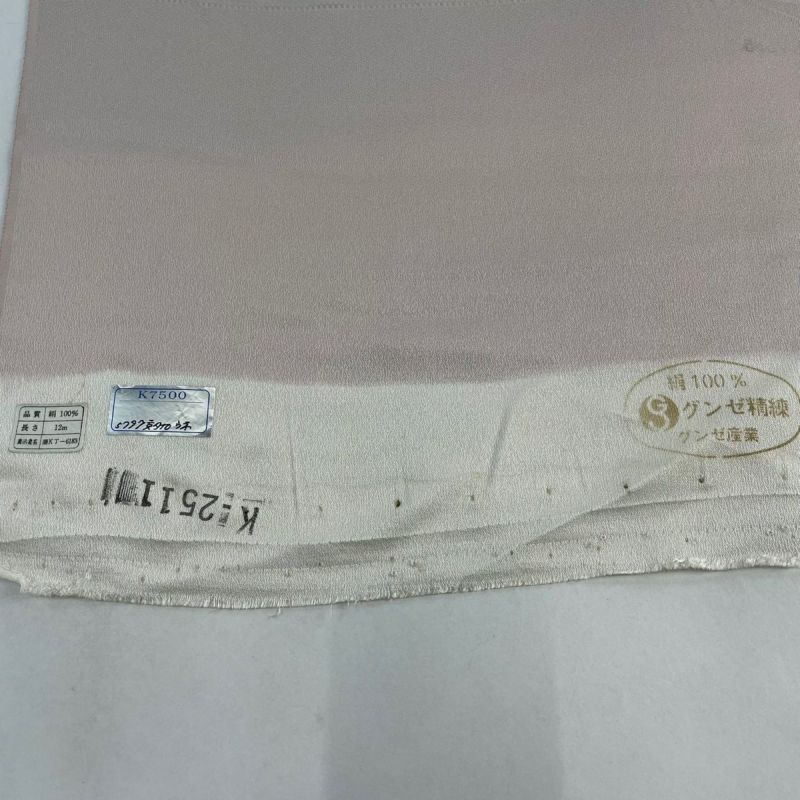 絹100%
グンゼ精練
グンゼ産業
K7500
品質 絹100%
長さ 12m
K-2511